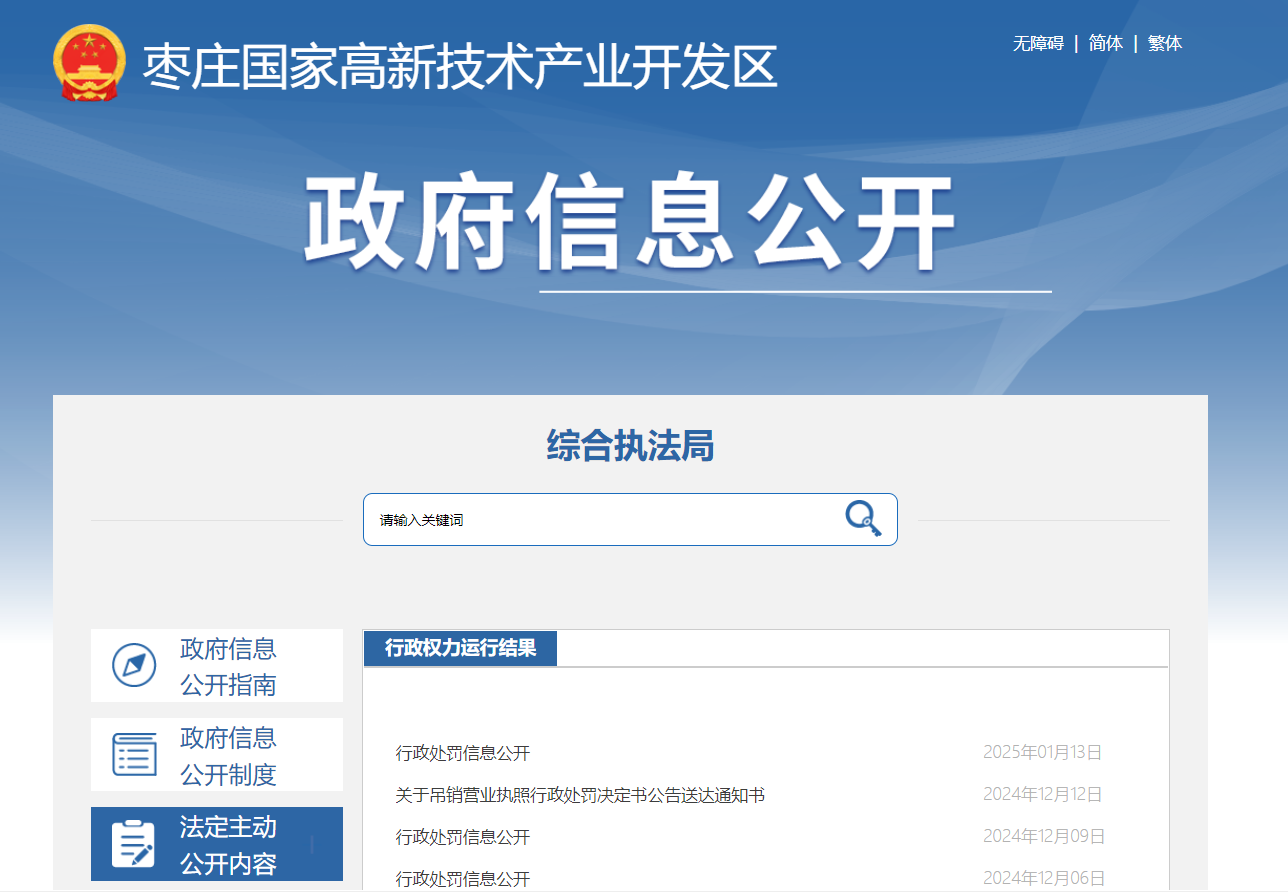 枣庄国家高新技术产业开发区
无障碍 | 简体 | 繁体
政府信息公开
综合执法局
请输入关键词
政府信息
公开指南
政府信息
公开制度
法定主动
公开内容
行政权力运行结果
行政处罚信息公开 2025年01月13日
关于吊销营业执照行政处罚决定书公告送达通知书 2024年12月12日
行政处罚信息公开 2024年12月09日
行政处罚信息公开 2024年12月06日